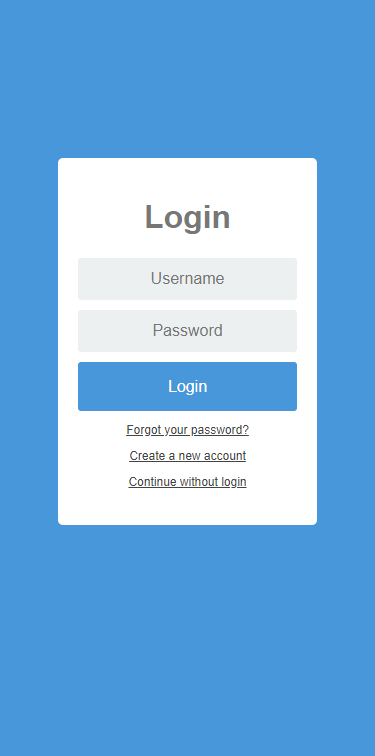 Login
Username
Password
Login
Forgot your password?
Create a new account
Continue without login